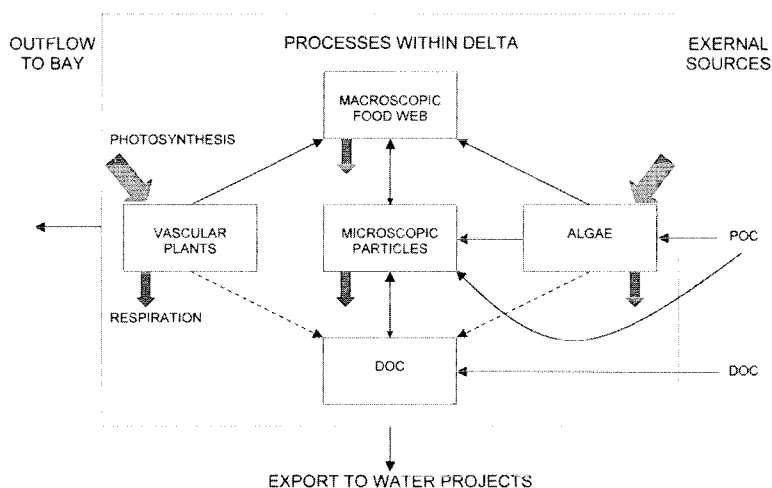 OUTFLOW
TO BAY
PROCESSES WITHIN DELTA
EXERNAL
SOURCES
MACROSCOPIC
FOOD WEB
PHOTOSYNTHESIS
VASCULAR
PLANTS
MICROSCOPIC
PARTICLES
ALGAE
POC
RESPIRATION
DOC
DOC
EXPORT TO WATER PROJECTS